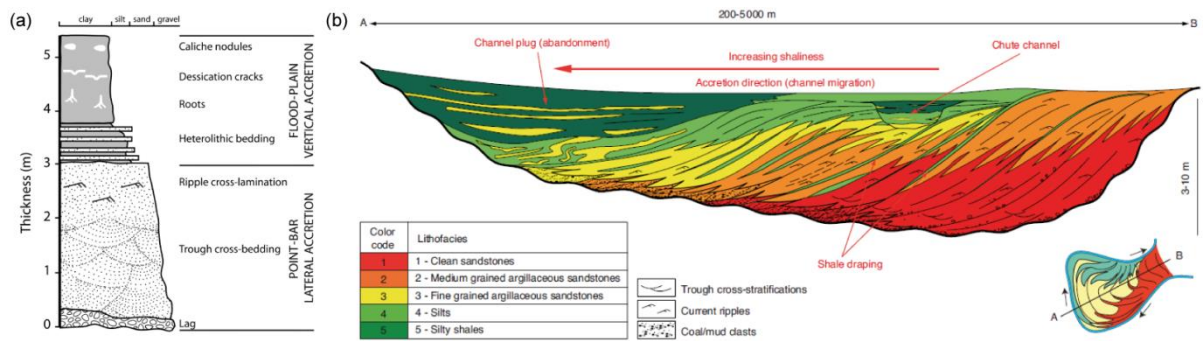 (a)
clay silt sand gravel
5
4
3
2
1
0
Thickness (m)
Caliche nodules
Dessication cracks
Roots
Heterolithic bedding
Ripple cross-lamination
Trough cross-bedding
Lag
FLOOD-PLAIN
VERTICAL ACCRETION
POINT-BAR
LATERAL ACCRETION
(b)
200-5000 m
A
B
Channel plug (abandonment)
Increasing shaliness
Accretion direction (channel migration)
Chute channel
3-10 m
Shale draping
Color code
Lithofacies
1
1 - Clean sandstones
2
2 - Medium grained argillaceous sandstones
3
3 - Fine grained argillaceous sandstones
4
4 - Silts
5
5 - Silty shales
Trough cross-stratifications
Current ripples
Coal/mud clasts
B
A